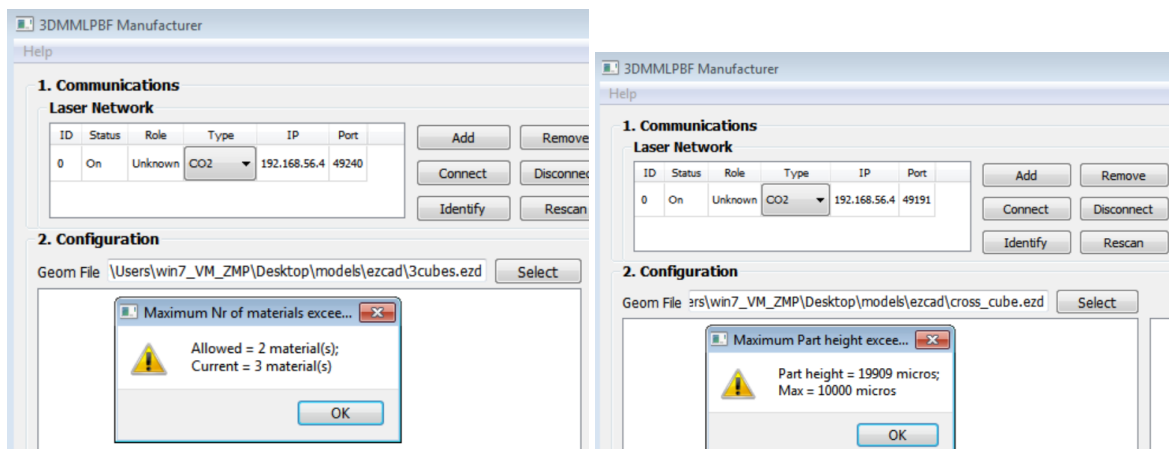 3DMMLPBF Manufacturer
Help
1. Communications
Laser Network
ID Status Role Type IP Port
0 On Unknown CO2 192.168.56.4 49240
Add Remove
Connect Disconnec
Identify Rescan
2. Configuration
Geom File \Users\win7_VM_ZMP\Desktop\models\ezcad\3cubes.ezd Select
Maximum Nr of materials excee...
Allowed = 2 material(s);
Current = 3 material(s)
OK
3DMMLPBF Manufacturer
Help
1. Communications
Laser Network
ID Status Role Type IP Port
0 On Unknown CO2 192.168.56.4 49191
Add Remove
Connect Disconnect
Identify Rescan
2. Configuration
Geom File ers\win7_VM_ZMP\Desktop\models\ezcad\cross_cube.ezd Select
Maximum Part height excee...
Part height = 19909 micros;
Max = 10000 micros
OK